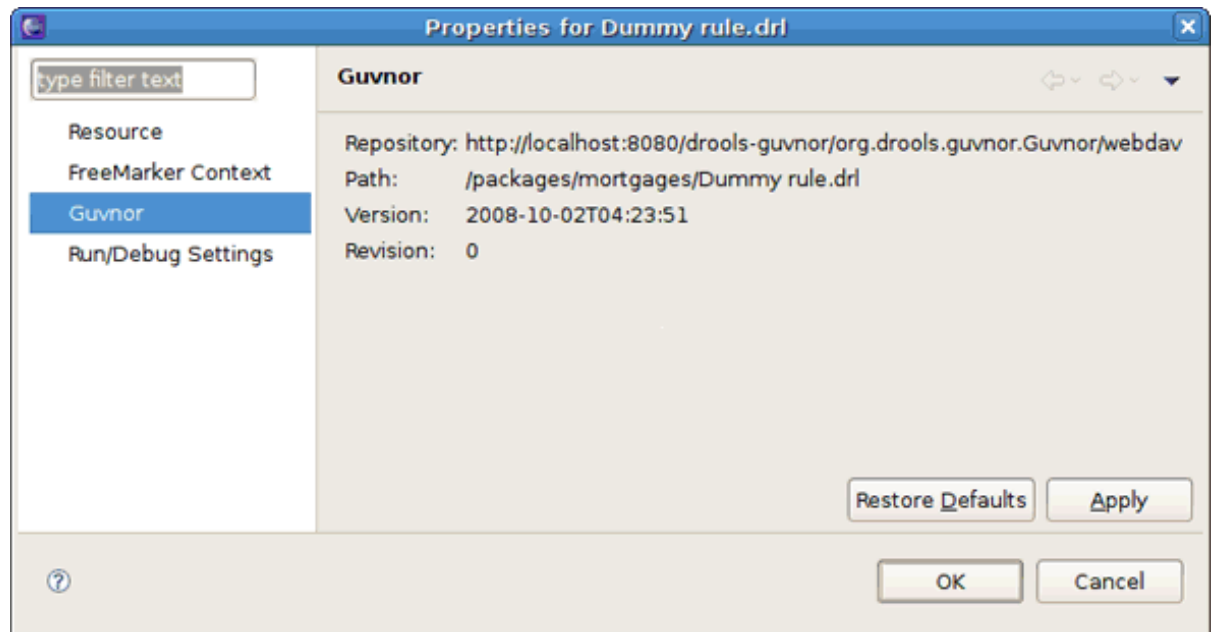 Properties for Dummy rule.drl
type filter text
Resource
FreeMarker Context
Guvnor
Run/Debug Settings
Guvnor
Repository: http://localhost:8080/drools-guvnor/org.drools.guvnor.Guvnor/webdav
Path: /packages/mortgages/Dummy rule.drl
Version: 2008-10-02T04:23:51
Revision: 0
Restore Defaults
Apply
OK
Cancel